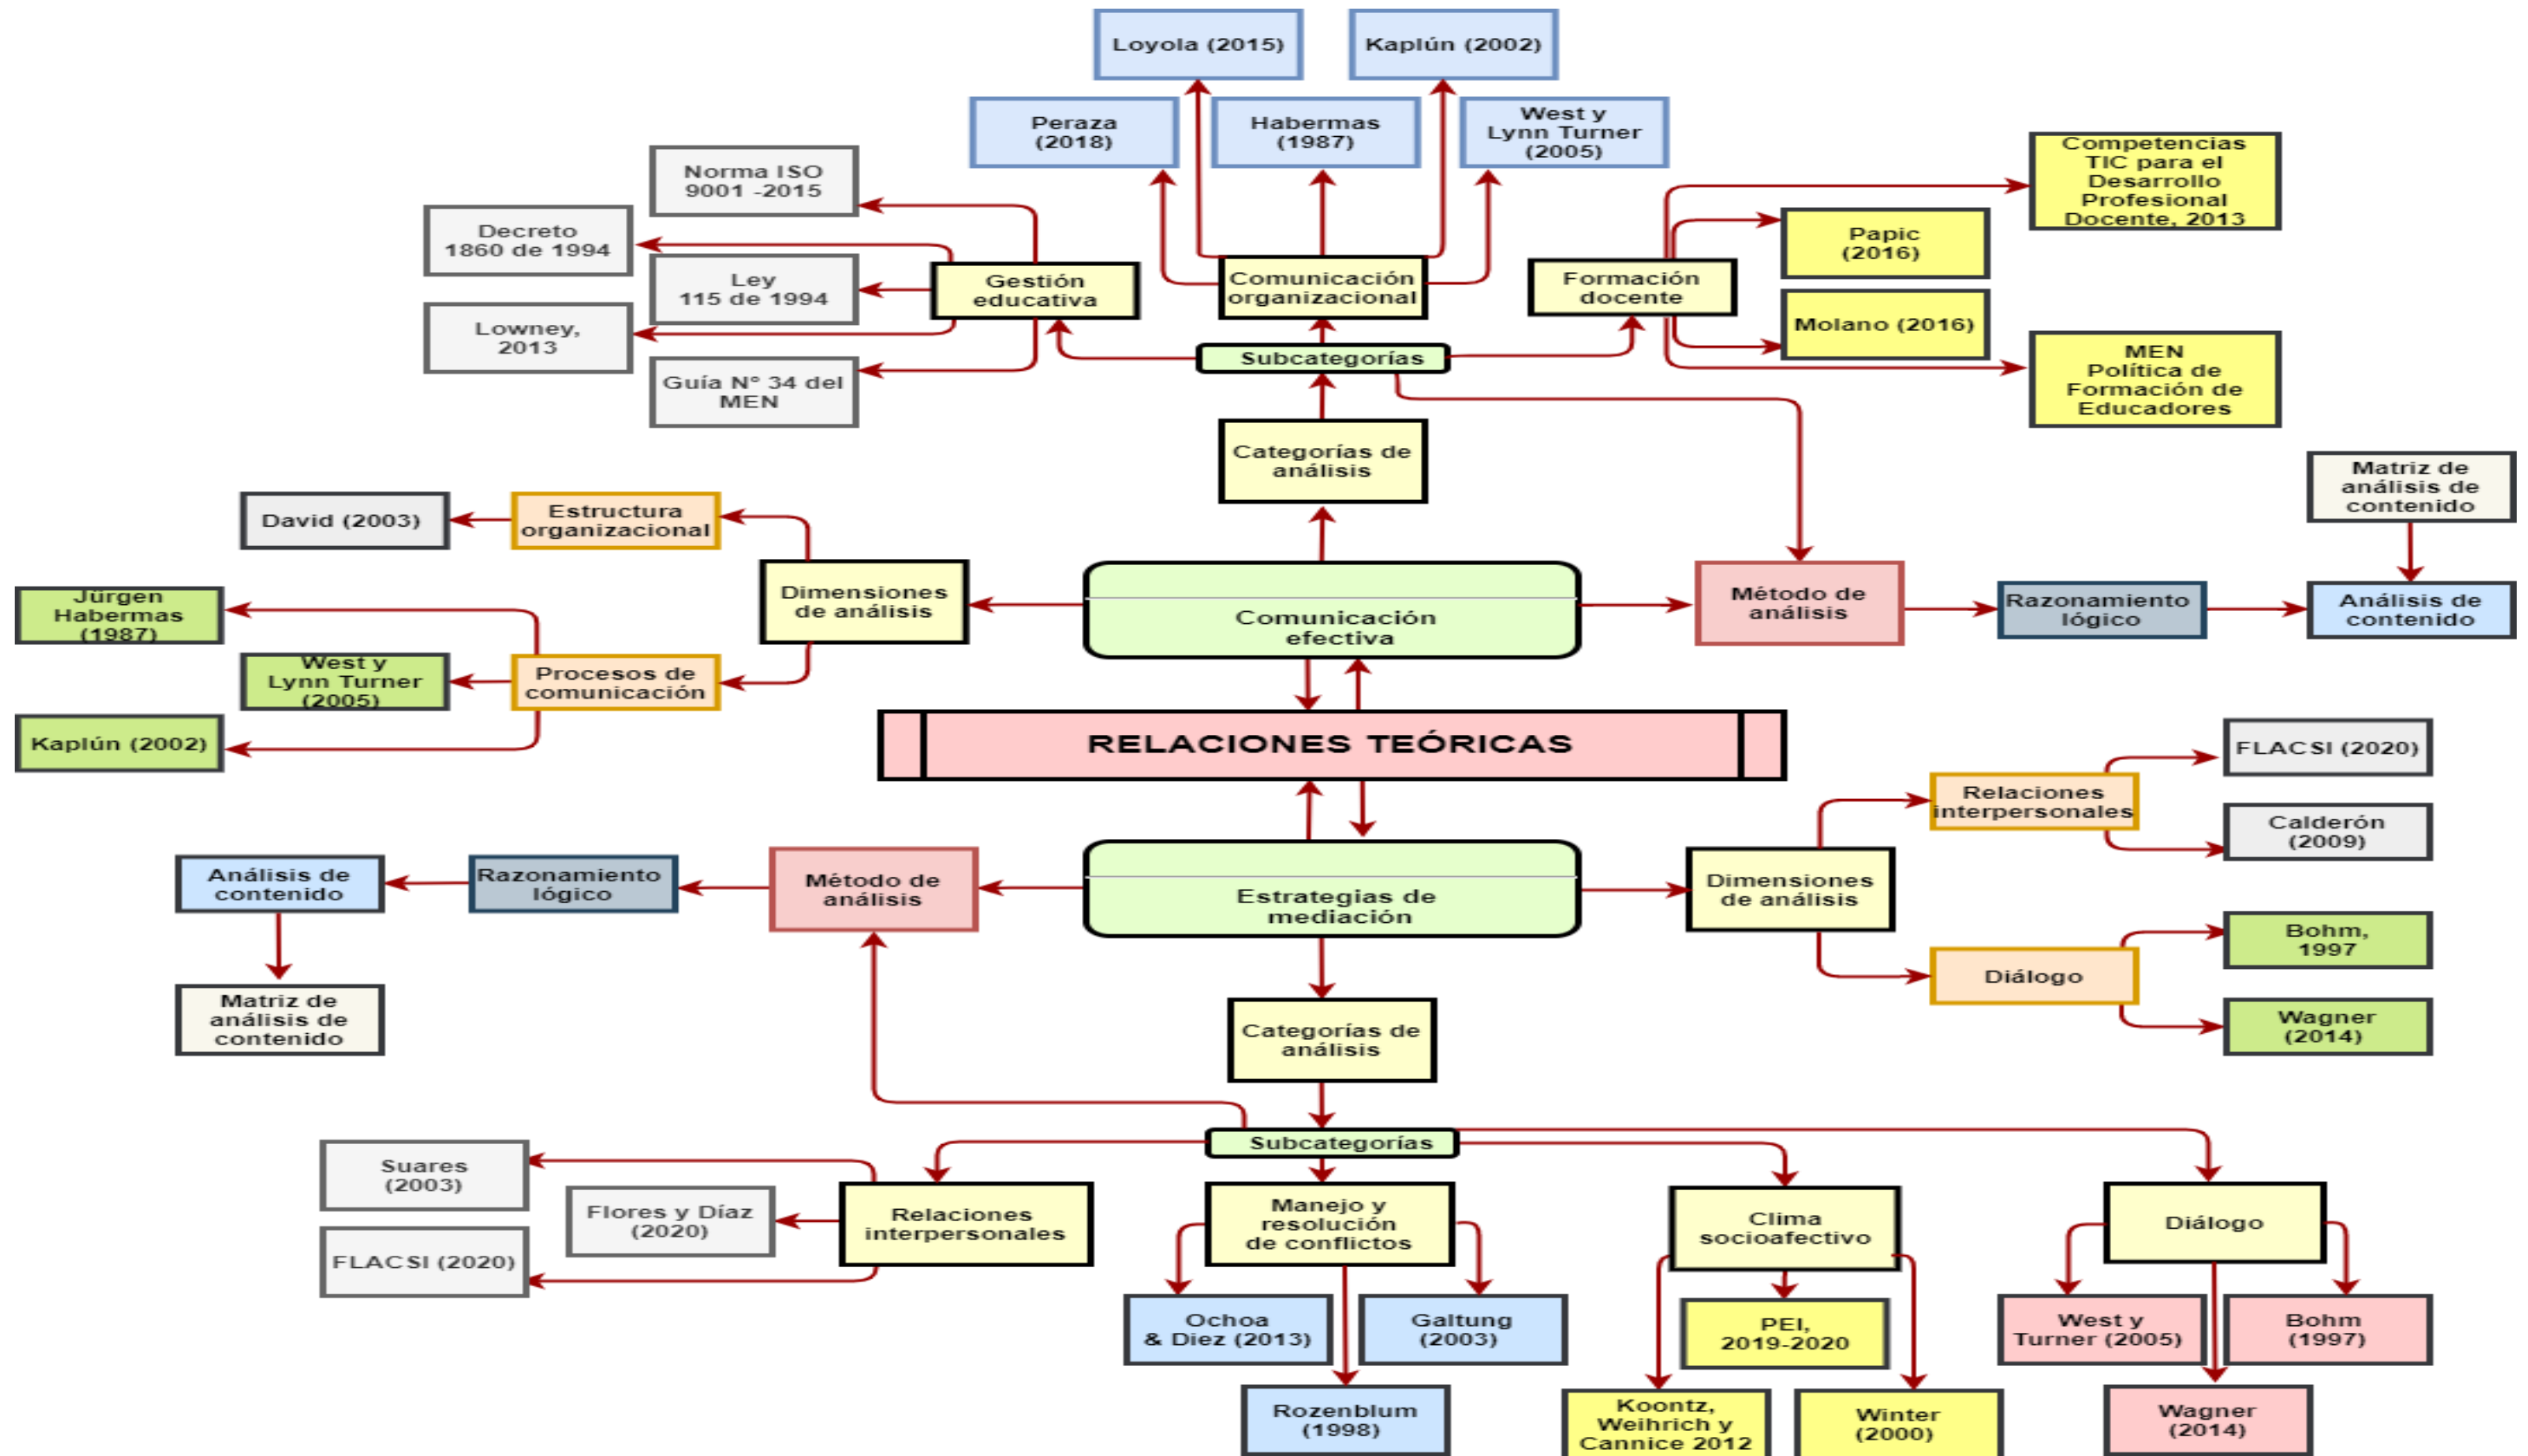 Loyola (2015)
Kaplún (2002)
Peraza
(2018)
Habermas
(1987)
West y
Lynn Turner
(2005)
Norma ISO
9001 -2015
Decreto
1860 de 1994
Ley
115 de 1994
Lowney,
2013
Guía N° 34 del
MEN
Gestión
educativa
Comunicación
organizacional
Formación
docente
Competencias
TIC para el
Desarrollo
Profesional
Docente, 2013
Papic
(2016)
Molano (2016)
MEN
Política de
Formación de
Educadores
Subcategorías
Categorías de
análisis
Matriz de
análisis de
contenido
David (2003)
Estructura
organizacional
Dimensiones
de análisis
Comunicación
efectiva
Método de
análisis
Razonamiento
lógico
Análisis de
contenido
Jürgen
Habermas
(1987)
West y
Lynn Turner
(2005)
Procesos de
comunicación
Kaplún (2002)
RELACIONES TEÓRICAS
FLACSI (2020)
Relaciones
interpersonales
Calderón
(2009)
Análisis de
contenido
Razonamiento
lógico
Método de
análisis
Estrategias de
mediación
Dimensiones
de análisis
Bohm,
1997
Diálogo
Wagner
(2014)
Matriz de
análisis de
contenido
Categorías de
análisis
Subcategorías
Suares
(2003)
Flores y Díaz
(2020)
FLACSI (2020)
Relaciones
interpersonales
Manejo y
resolución
de conflictos
Clima
socioafectivo
Diálogo
Ochoa
& Diez (2013)
Galtung
(2003)
PEI,
2019-2020
West y
Turner (2005)
Bohm
(1997)
Rozenblum
(1998)
Koontz,
Weihrich y
Cannice 2012
Winter
(2000)
Wagner
(2014)